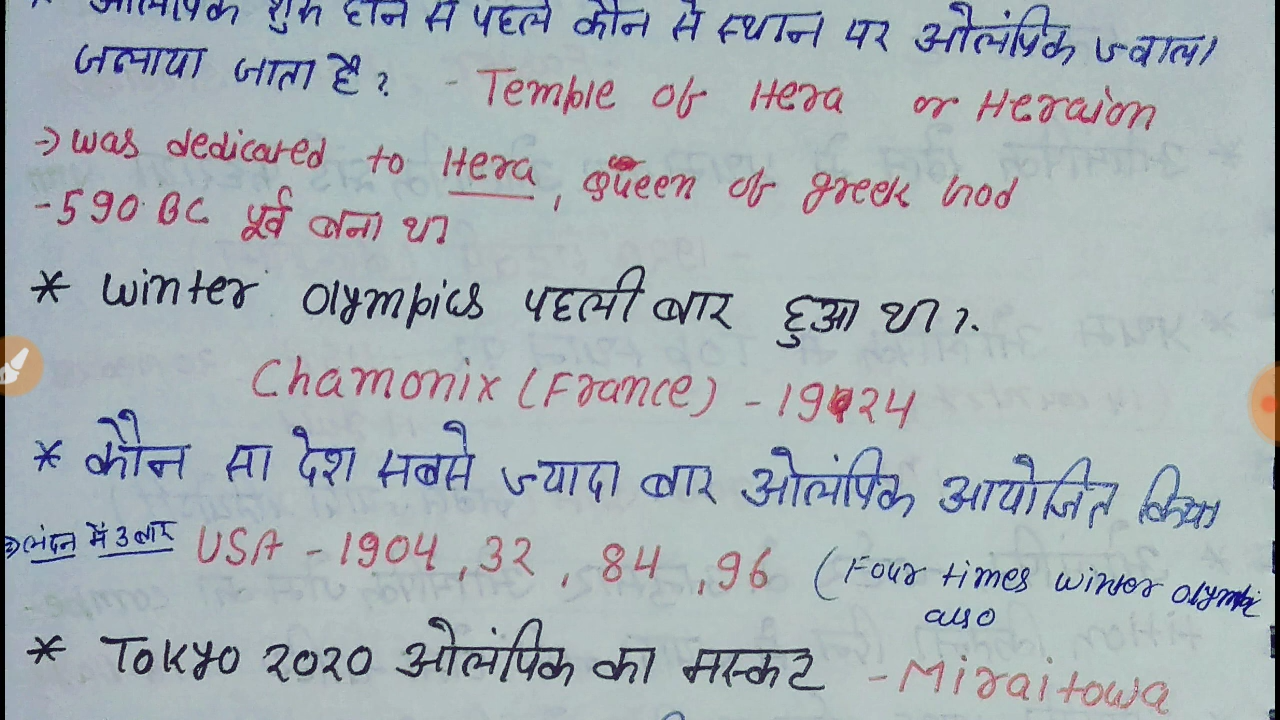 * ओलंपिक शुरू होने से पहले कौन से स्थान पर ओलंपिक ज्वाला
जलाया जाता है? - Temple of Hera or Heraion
→ was dedicated to Hera, Queen of greek God
- 590 BC पूर्व बना था
* Winter Olympics पहली बार हुआ था?
Chamonix (France) - 1924
* कौन सा देश सबसे ज्यादा बार ओलंपिक आयोजित किया
→ लंदन में 3 बार USA - 1904, 32, 84, 96 (Four times winter olympic
also
* Tokyo 2020 ओलंपिक का मस्कट - Miraitowa